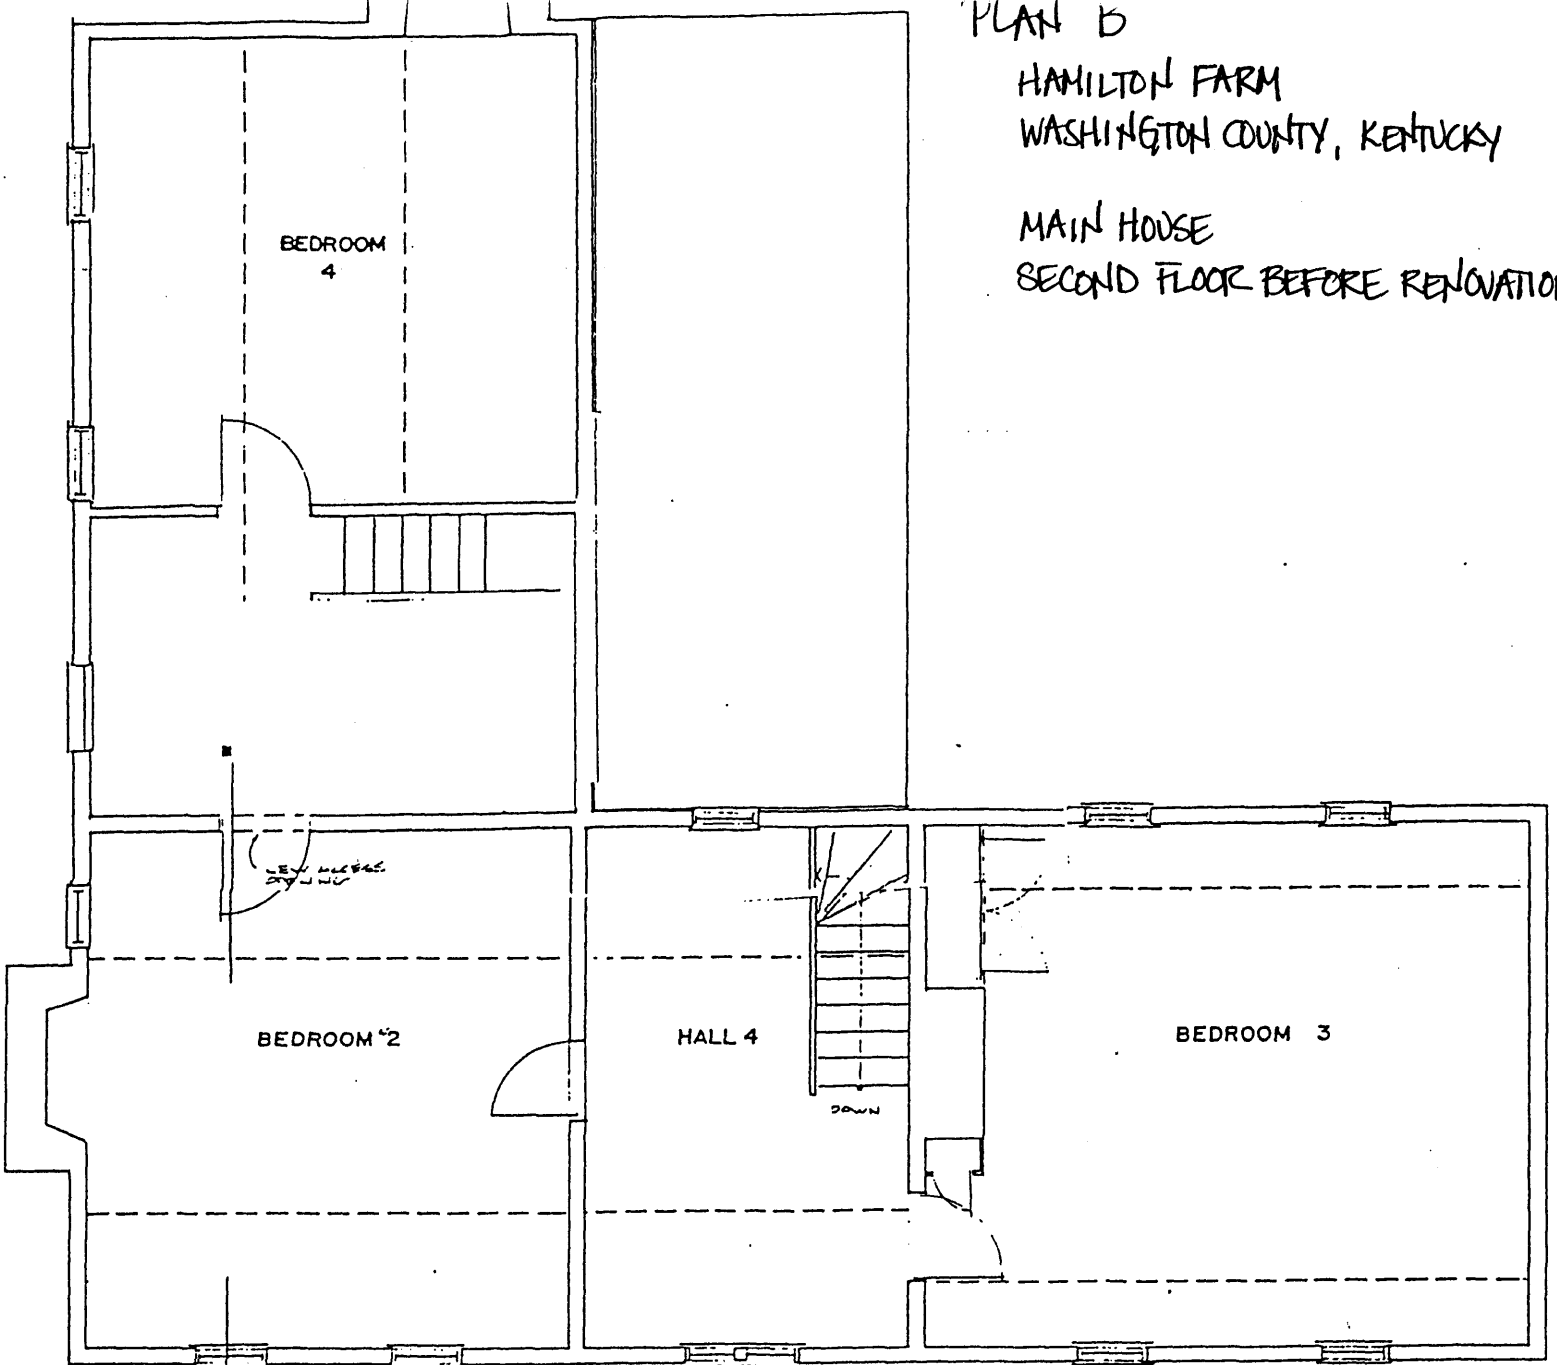 PLAN B
HAMILTON FARM
WASHINGTON COUNTY, KENTUCKY
MAIN HOUSE
SECOND FLOOR BEFORE RENOVATION
BEDROOM
4
BEDROOM 2
HALL 4
BEDROOM 3
DOWN